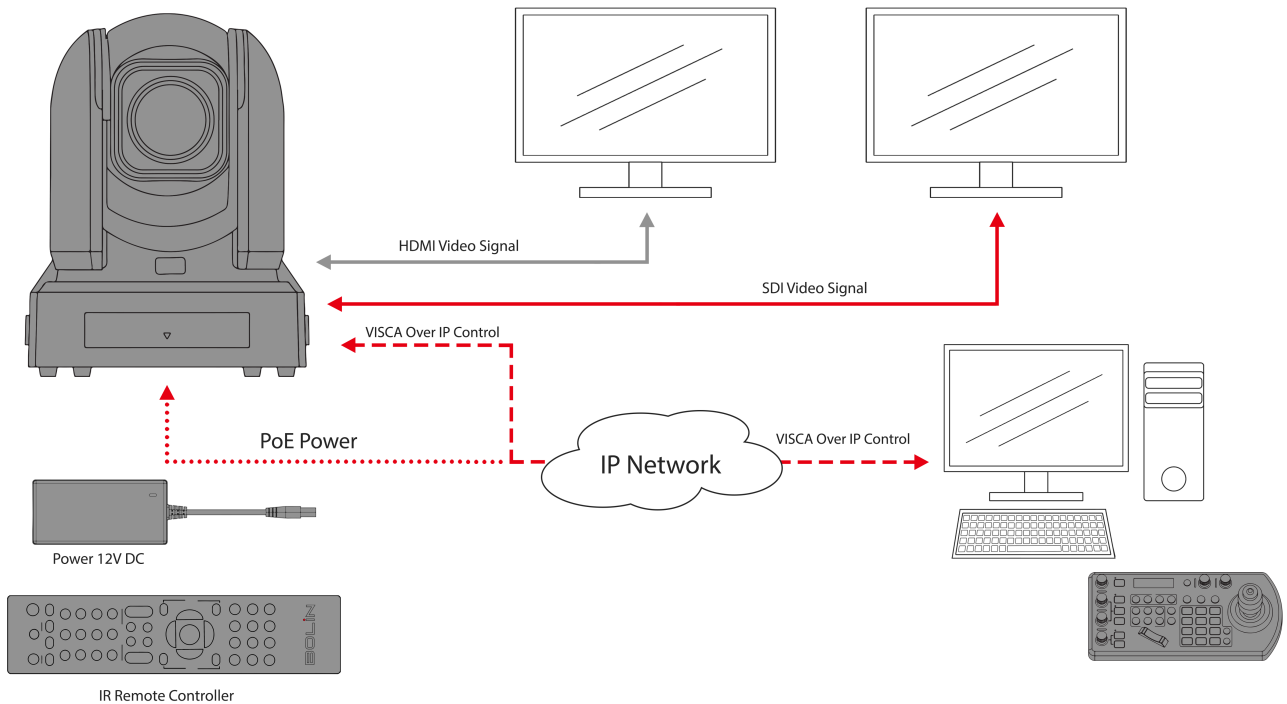 HDMI Video Signal
SDI Video Signal
VISCA Over IP Control
PoE Power
IP Network
VISCA Over IP Control
Power 12V DC
BOLIN
IR Remote Controller